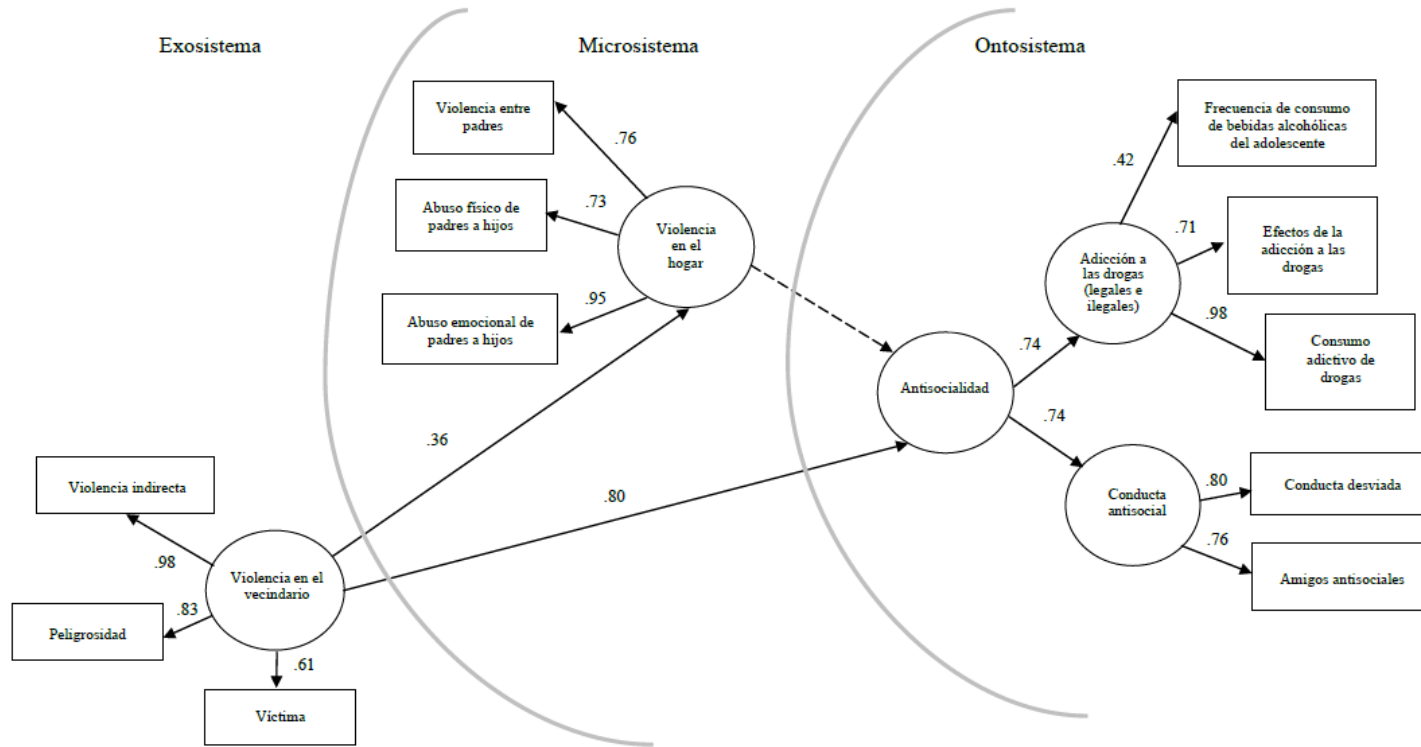 Exosistema
Microsistema
Ontosistema
Violencia entre
padres
.76
Abuso físico de
padres a hijos
.73
Violencia
en el
hogar
Abuso emocional de
padres a hijos
.95
Frecuencia de consumo
de bebidas alcohólicas
del adolescente
.42
Efectos de la
adicción a las
drogas
.71
Adicción a
las drogas
(legales e
ilegales)
.98
Consumo
adictivo de
drogas
Antisocialidad
.74
.74
.36
.80
Violencia indirecta
.98
Violencia en el
vecindario
.83
Peligrosidad
.61
Víctima
Conducta
antisocial
.80
Conducta desviada
.76
Amigos antisociales